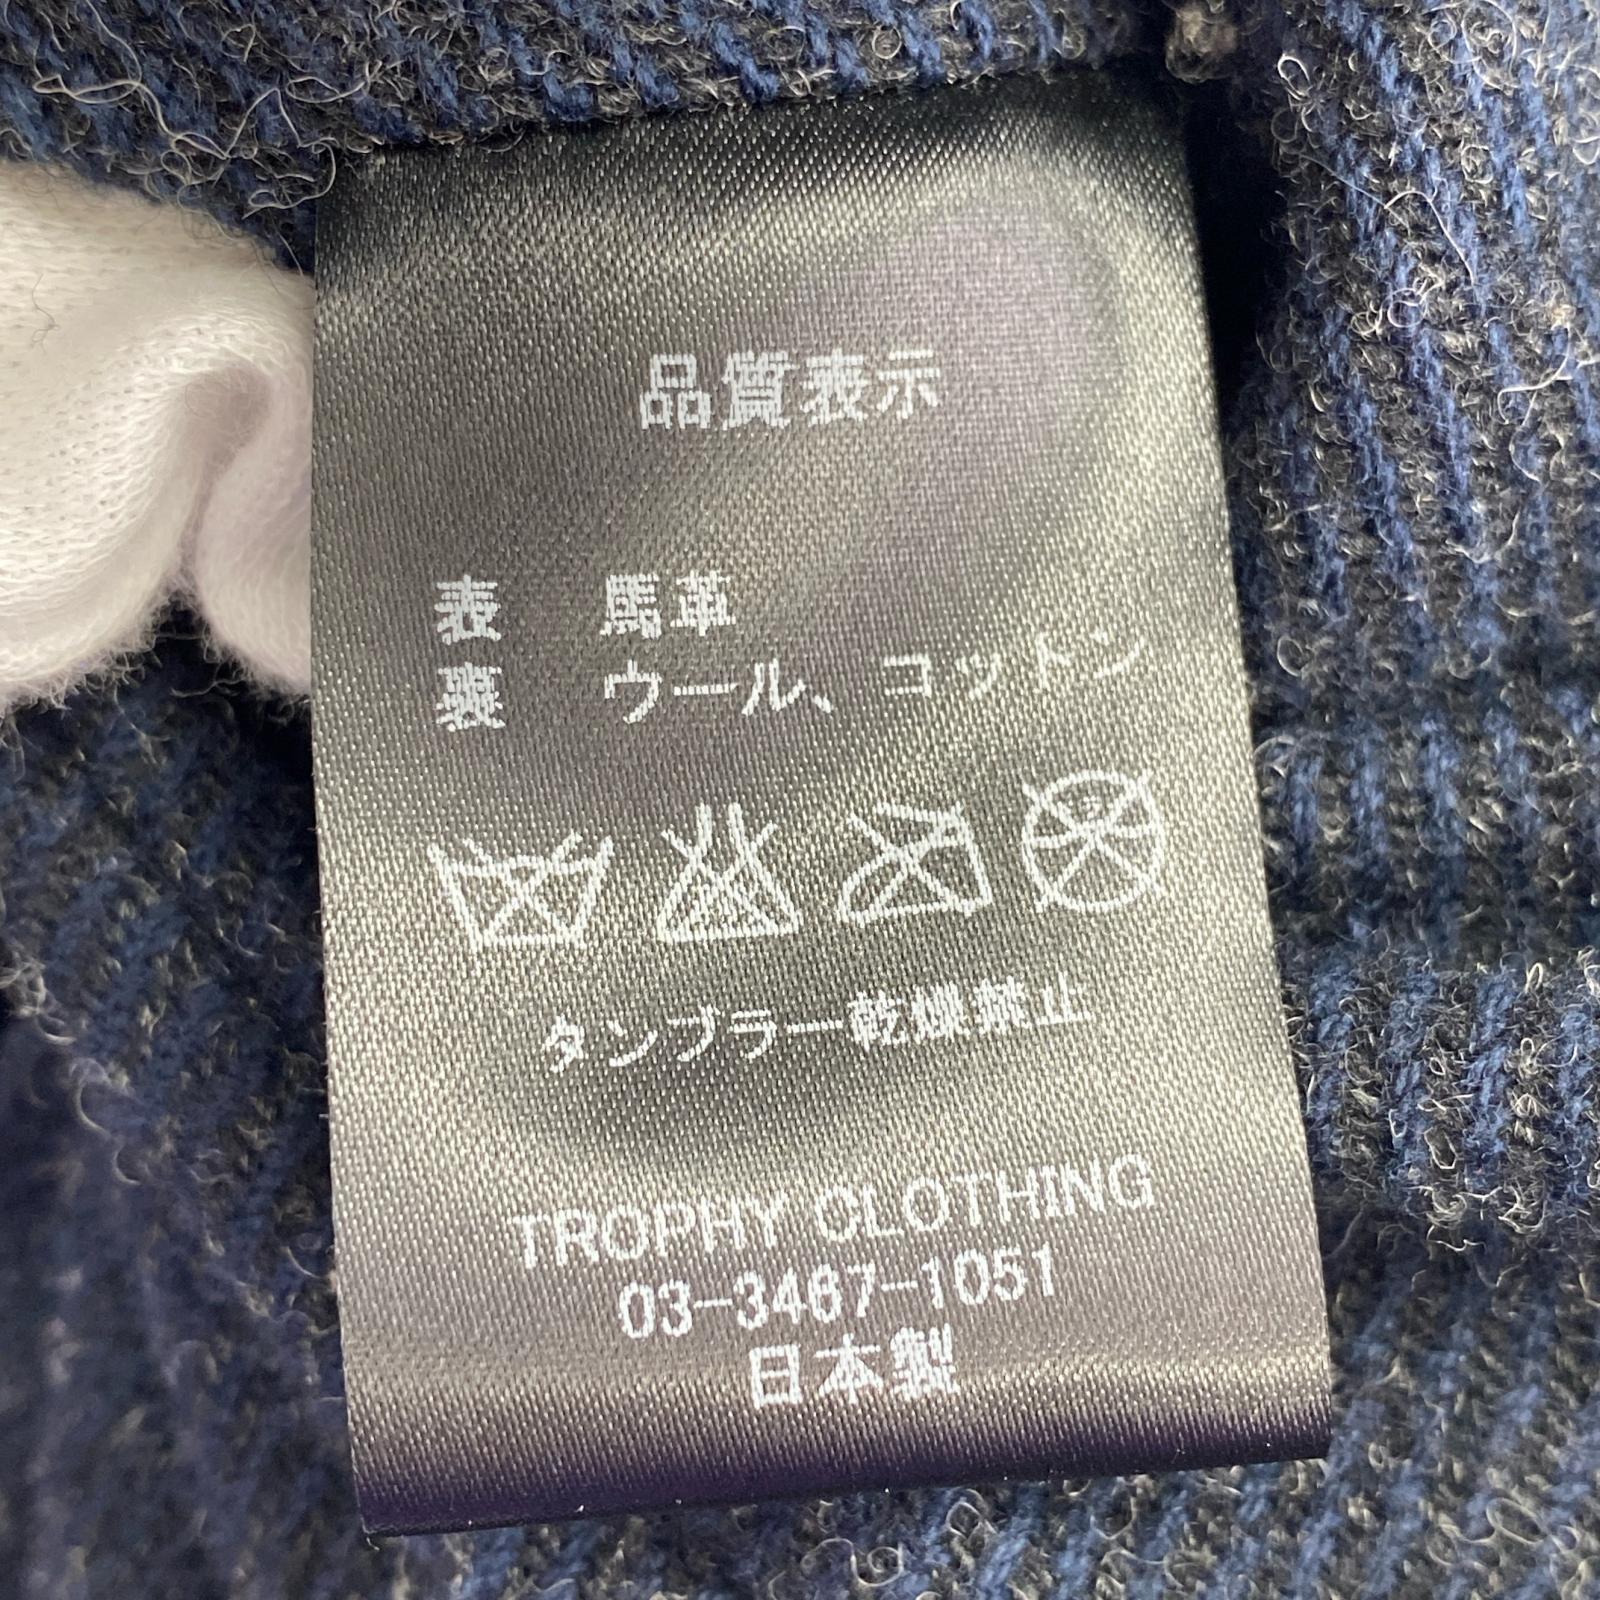 品質表示
表 馬革
裏 ウール、コットン
タンブラー乾燥禁止
TROPHY CLOTHING
03-3467-1051
日本製